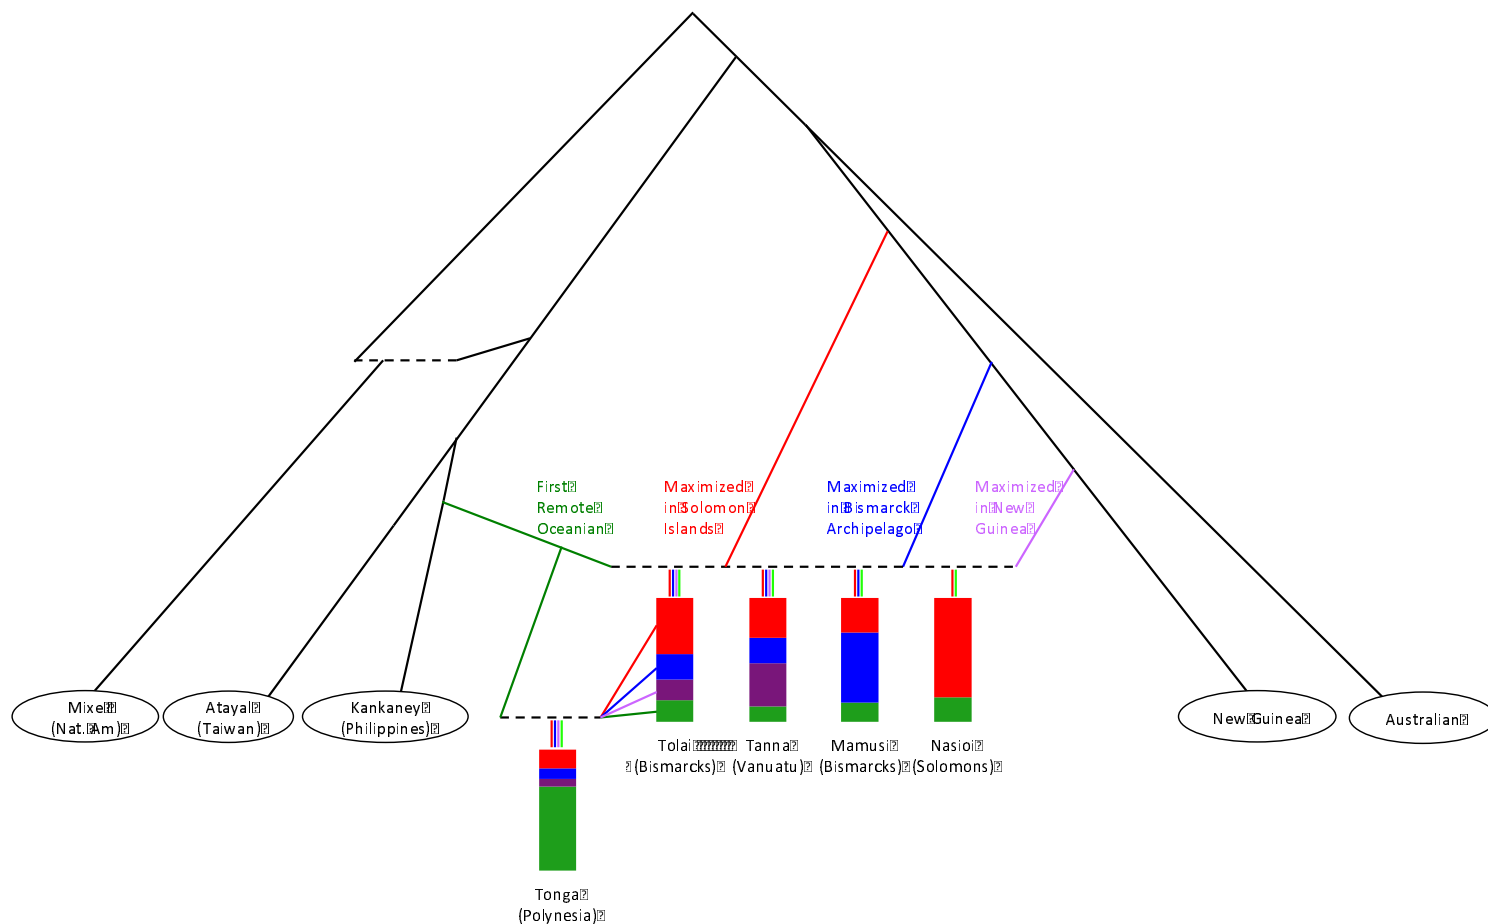 First
Remote
Oceanian
Maximized
in Solomon
Islands
Maximized
in Bismarck
Archipelago
Maximized
in New
Guinea
Mixe
(Nat. Am)
Atayal
(Taiwan)
Kankaney
(Philippines)
New Guinea
Australian
Tolai
(Bismarcks)
Tanna
(Vanuatu)
Mamusi
(Bismarcks)
Nasioi
(Solomons)
Tonga
(Polynesia)